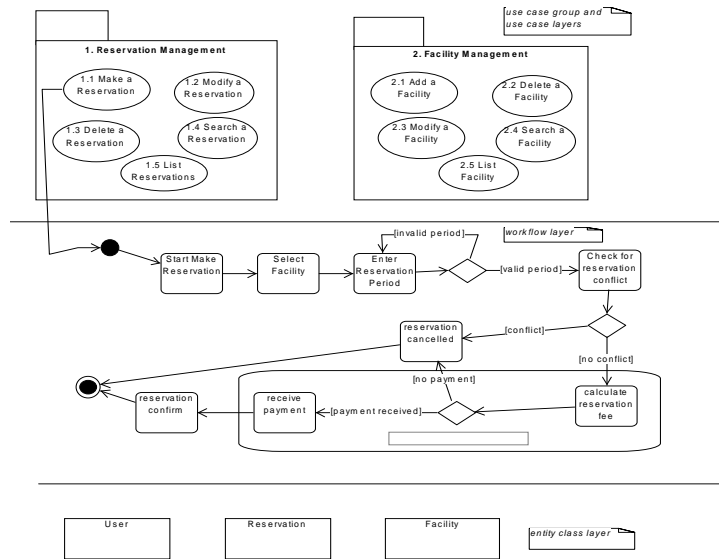 use case group and
use case layers
1. Reservation Management
2. Facility Management
1.1 Make a
Reservation
1.2 Modify a
Reservation
1.3 Delete a
Reservation
1.4 Search a
Reservation
1.5 List
Reservations
2.1 Add a
Facility
2.2 Delete a
Facility
2.3 Modify a
Facility
2.4 Search a
Facility
2.5 List
Facility
[invalid period]
workflow layer
Start Make
Reservation
Select
Facility
Enter
Reservation
Period
[valid period]
Check for
reservation
conflict
reservation
cancelled
[conflict]
[no conflict]
[no payment]
reservation
confirm
receive
payment
[payment received]
calculate
reservation
fee
User
Reservation
Facility
entity class layer